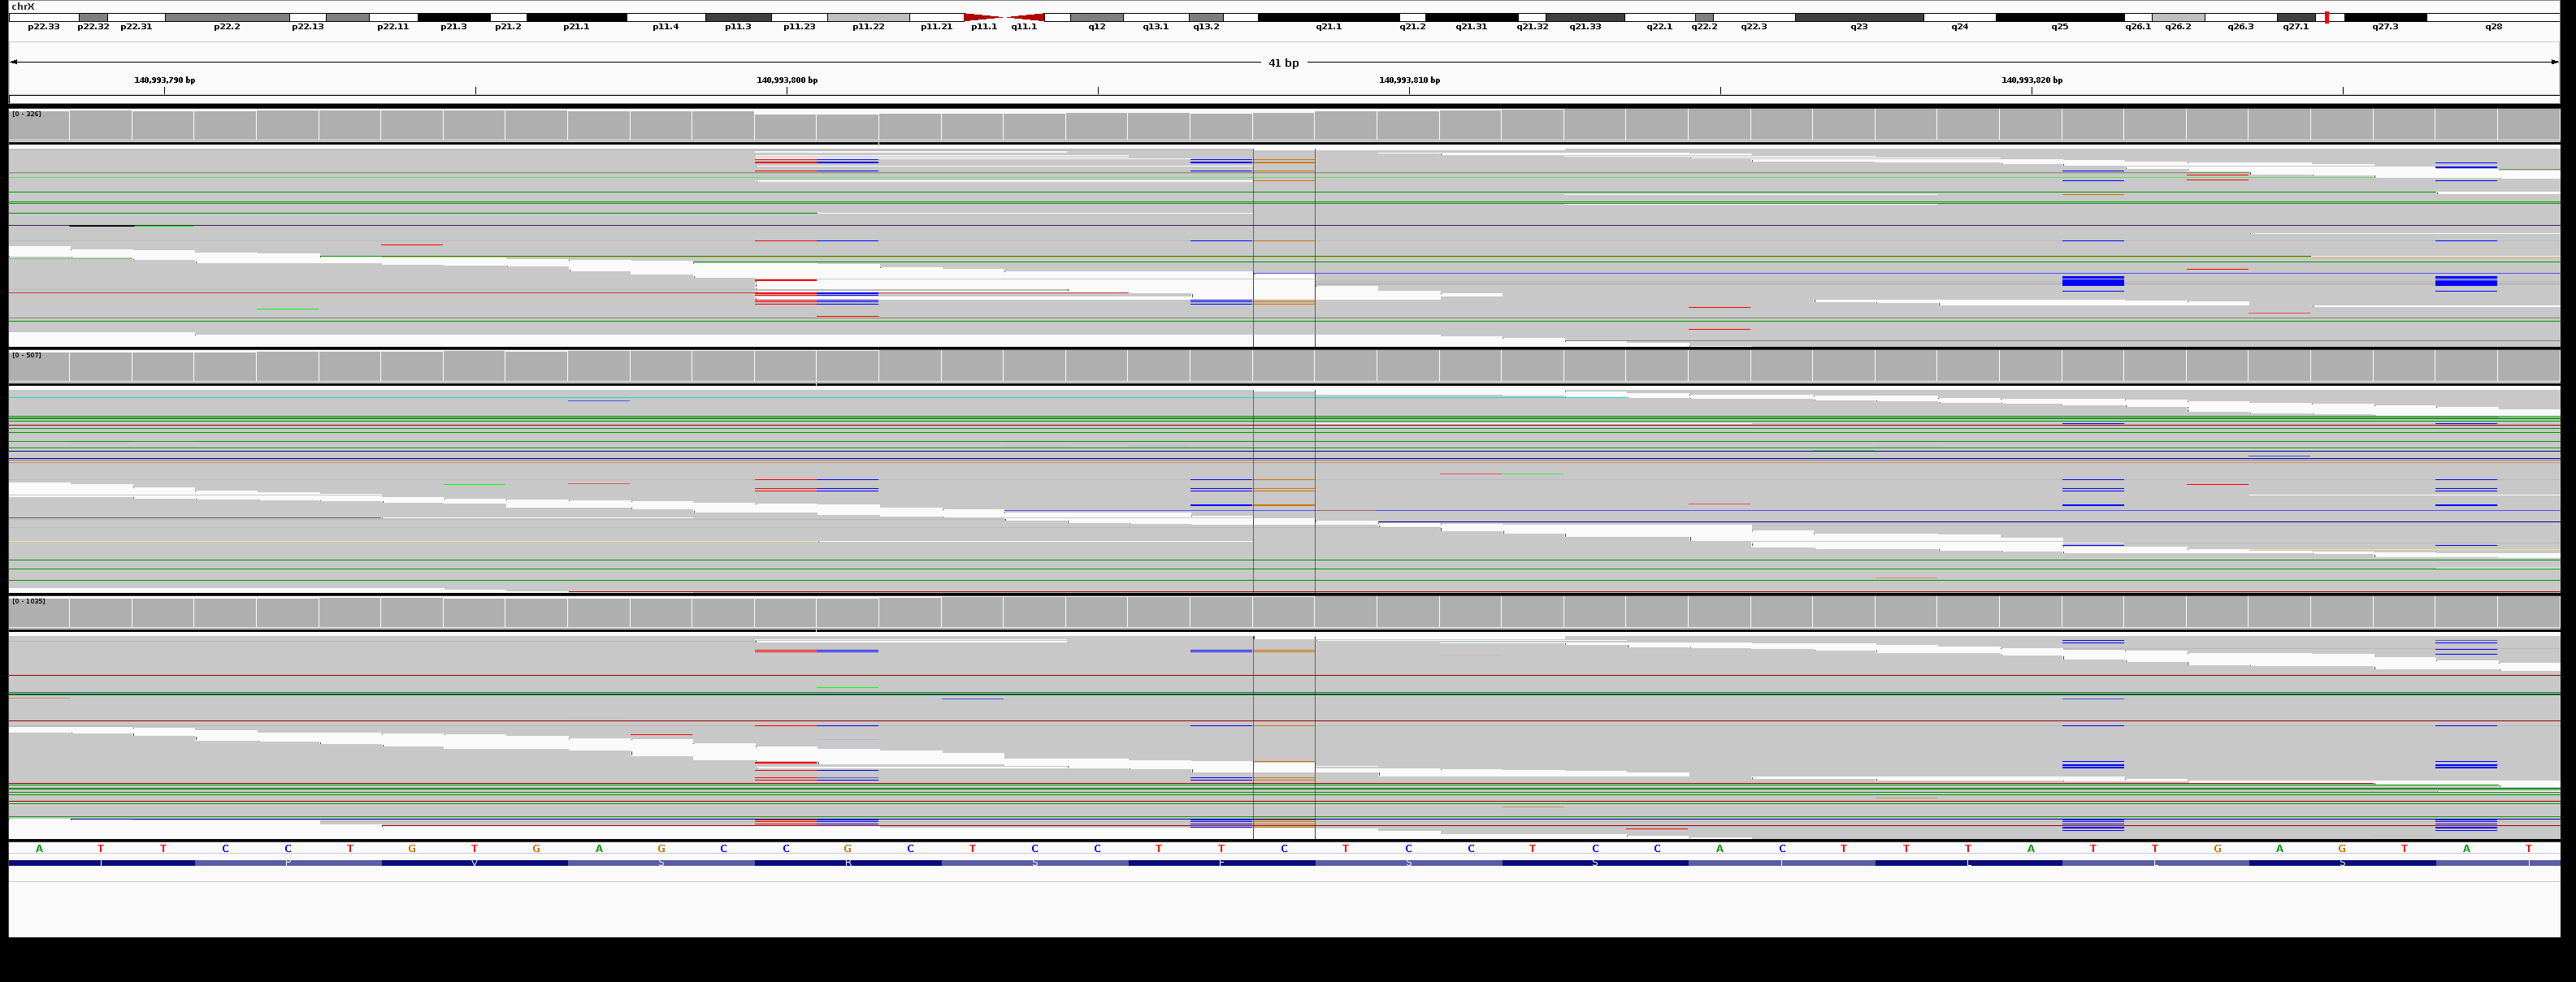 chrX
p22.33 p22.32 p22.31 p22.2 p22.13 p22.11 p21.3 p21.2 p21.1 p11.4 p11.3 p11.23 p11.22 p11.21 p11.1 q11.1 q12 q13.1 q13.2 q21.1 q21.2 q21.31 q21.32 q21.33 q22.1 q22.2 q22.3 q23 q24 q25 q26.1 q26.2 q26.3 q27.1 q27.3 q28
41 bp
140,993,790 bp 140,993,800 bp 140,993,810 bp 140,993,820 bp
[0 - 326]
[0 - 507]
[0 - 1035]
A T T C C T G T G A G C C G C T C C T T C T C C T C C A C T T T A T T G A G T A T
I P V S R S F S S T L L S I